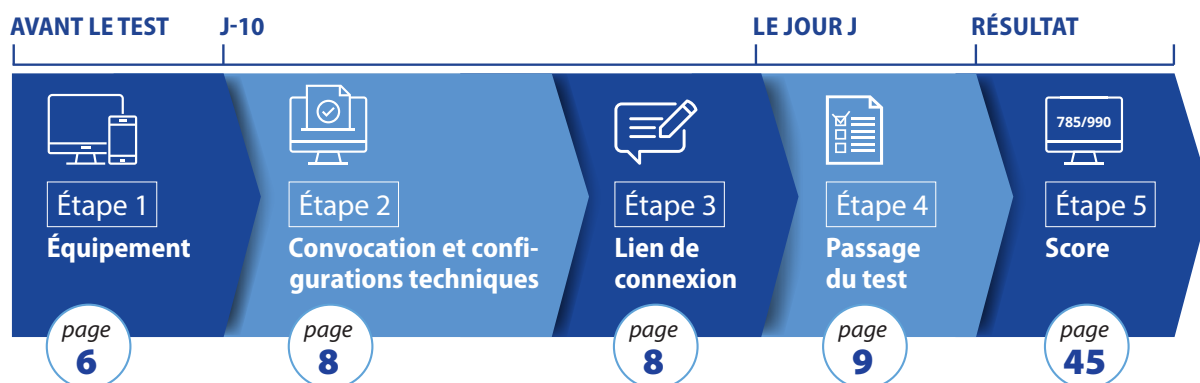 AVANT LE TEST
J-10
LE JOUR J
RÉSULTAT
785/990
Étape 1
Équipement
page
6
Étape 2
Convocation et confi-
gurations techniques
page
8
Étape 3
Lien de
connexion
page
8
Étape 4
Passage
du test
page
9
Étape 5
Score
page
45